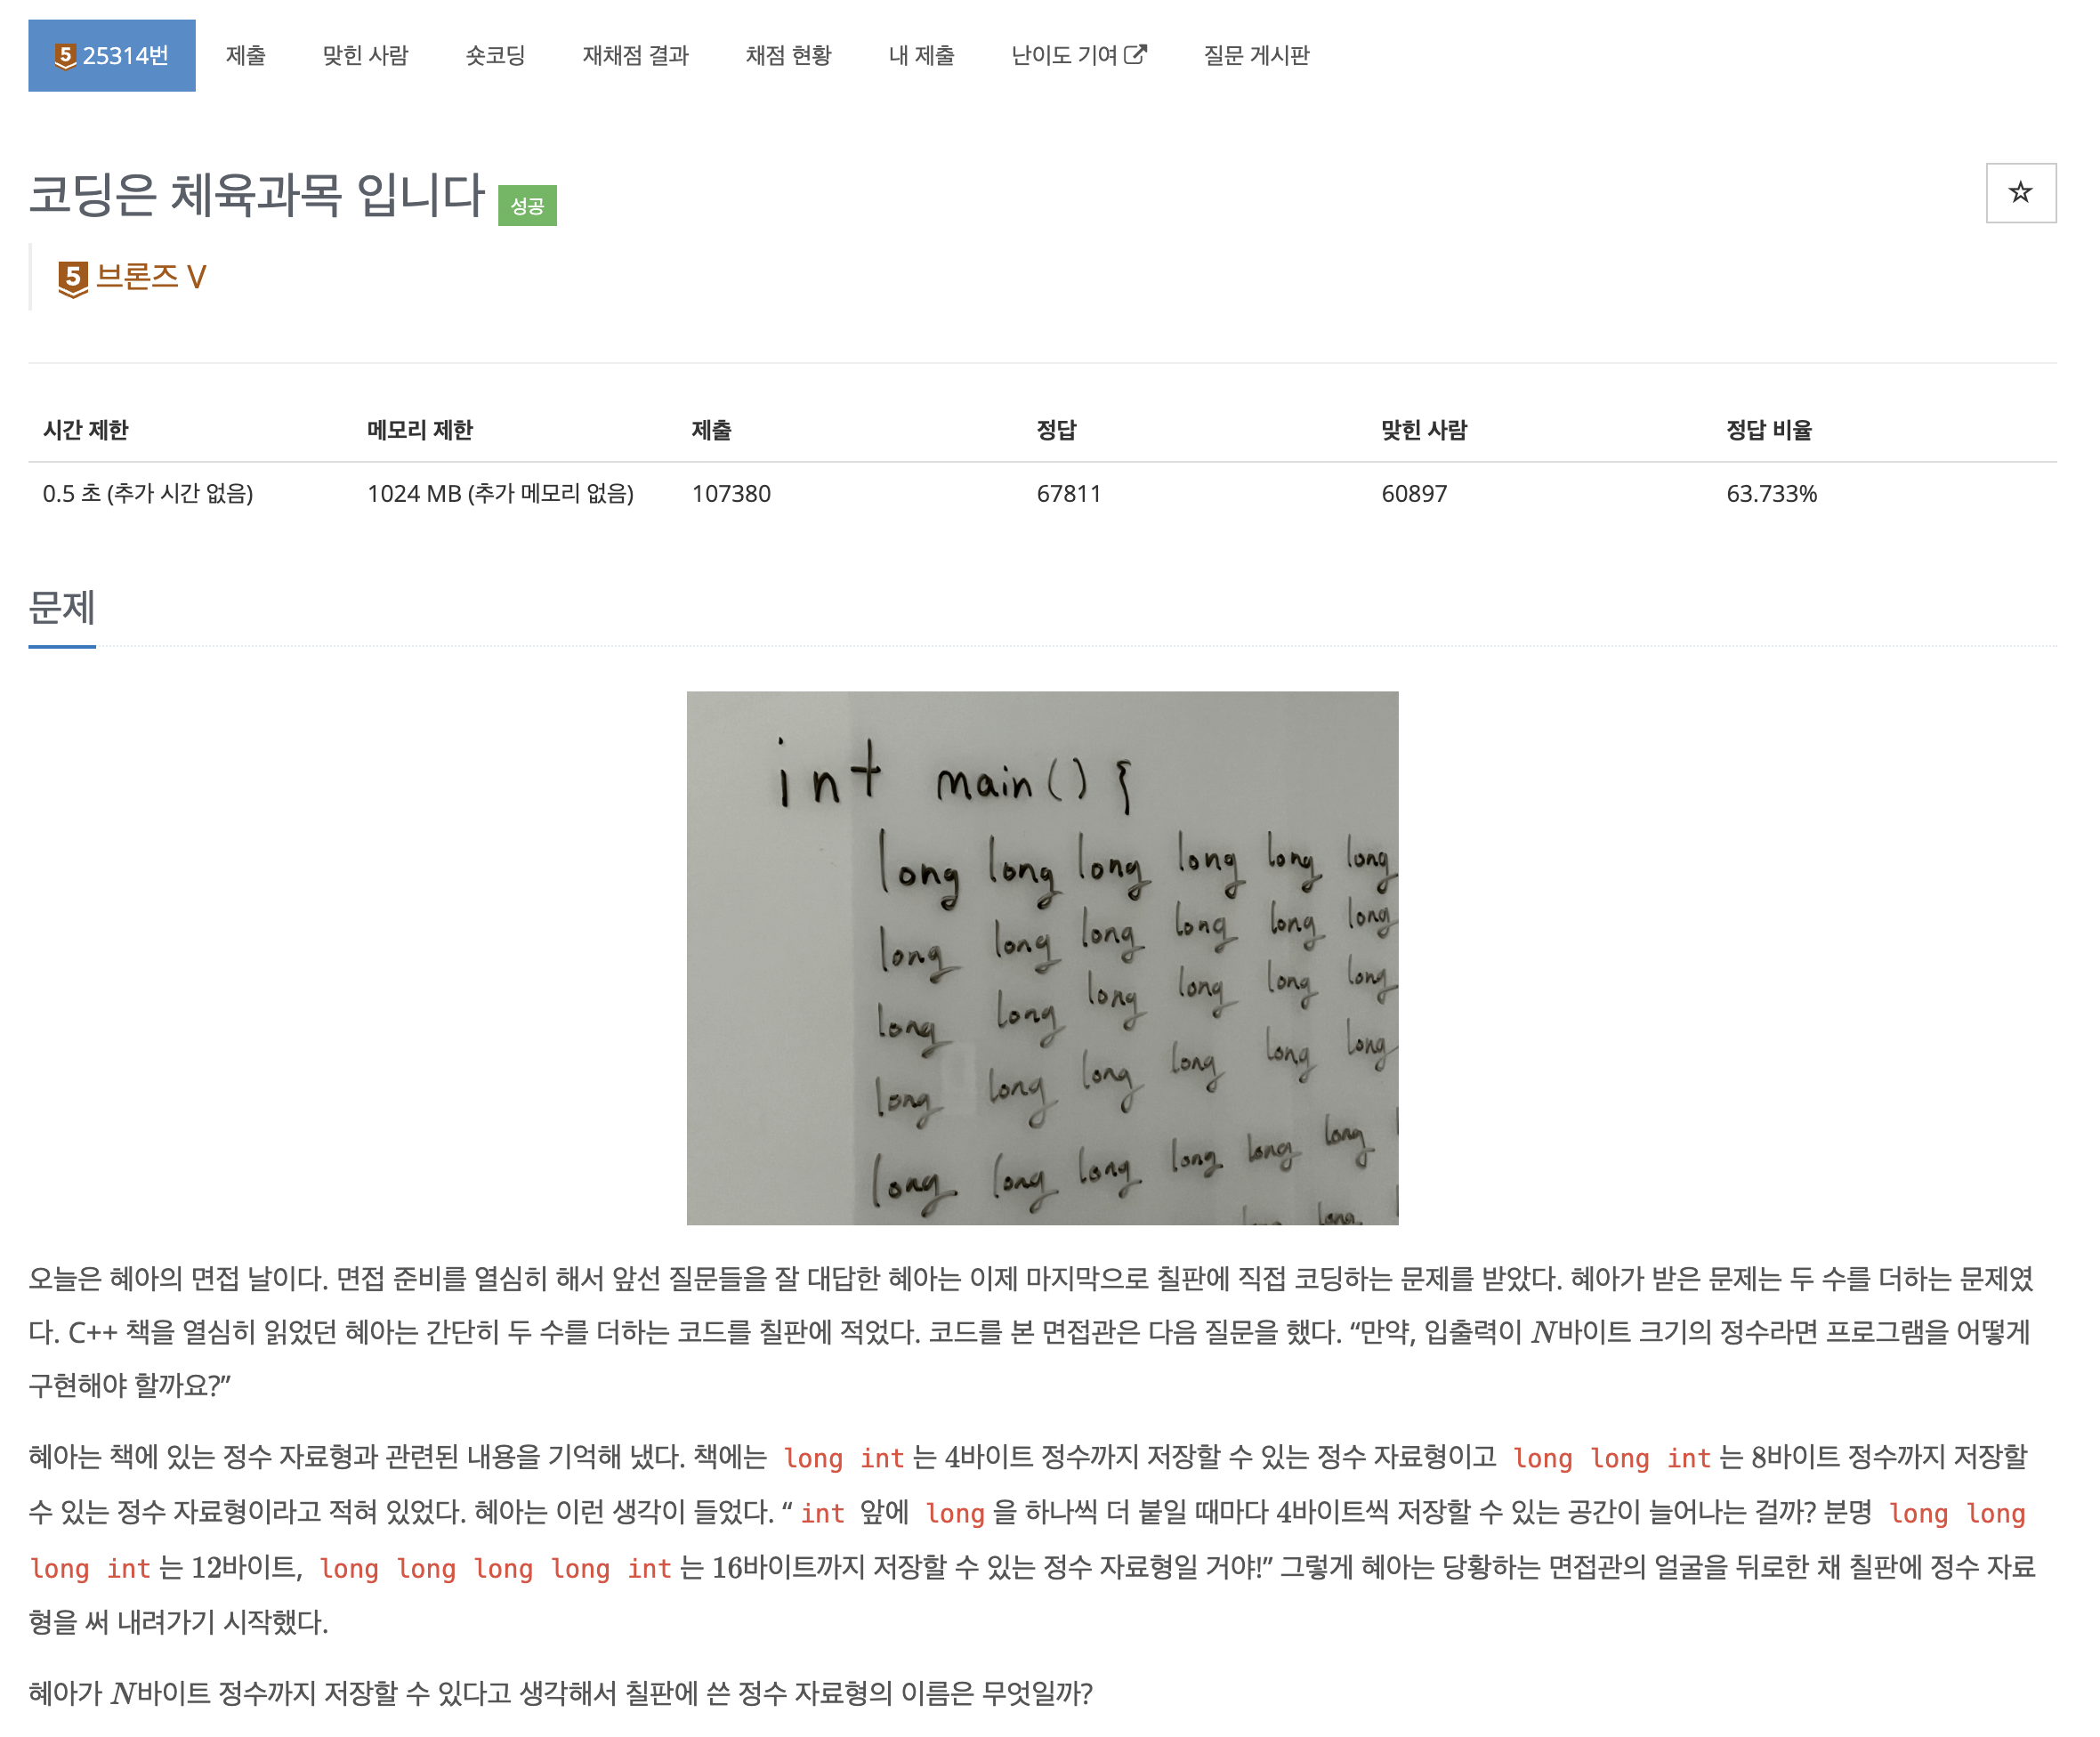 5 25314번 제출 맞힌 사람 숏코딩 재채점 결과 채점 현황 내 제출 난이도 기여 질문 게시판
코딩은 체육과목 입니다 성공
5 브론즈 V
시간 제한 메모리 제한 제출 정답 맞힌 사람 정답 비율
0.5 초 (추가 시간 없음) 1024 MB (추가 메모리 없음) 107380 67811 60897 63.733%
문제
int main() {
long long long long long long
long long long long long long
long long long long long long
long long long long long long
long long long long long long
long long
오늘은 혜아의 면접 날이다. 면접 준비를 열심히 해서 앞선 질문들을 잘 대답한 혜아는 이제 마지막으로 칠판에 직접 코딩하는 문제를 받았다. 혜아가 받은 문제는 두 수를 더하는 문제였
다. C++ 책을 열심히 읽었던 혜아는 간단히 두 수를 더하는 코드를 칠판에 적었다. 코드를 본 면접관은 다음 질문을 했다. “만약, 입출력이 N바이트 크기의 정수라면 프로그램을 어떻게
구현해야 할까요?”
혜아는 책에 있는 정수 자료형과 관련된 내용을 기억해 냈다. 책에는 long int 는 4바이트 정수까지 저장할 수 있는 정수 자료형이고 long long int 는 8바이트 정수까지 저장할
수 있는 정수 자료형이라고 적혀 있었다. 혜아는 이런 생각이 들었다. “ int 앞에 long 을 하나씩 더 붙일 때마다 4바이트씩 저장할 수 있는 공간이 늘어나는 걸까? 분명 long long
long int 는 12바이트, long long long long int 는 16바이트까지 저장할 수 있는 정수 자료형일 거야!” 그렇게 혜아는 당황하는 면접관의 얼굴을 뒤로한 채 칠판에 정수 자료
형을 써 내려가기 시작했다.
혜아가 N바이트 정수까지 저장할 수 있다고 생각해서 칠판에 쓴 정수 자료형의 이름은 무엇일까?